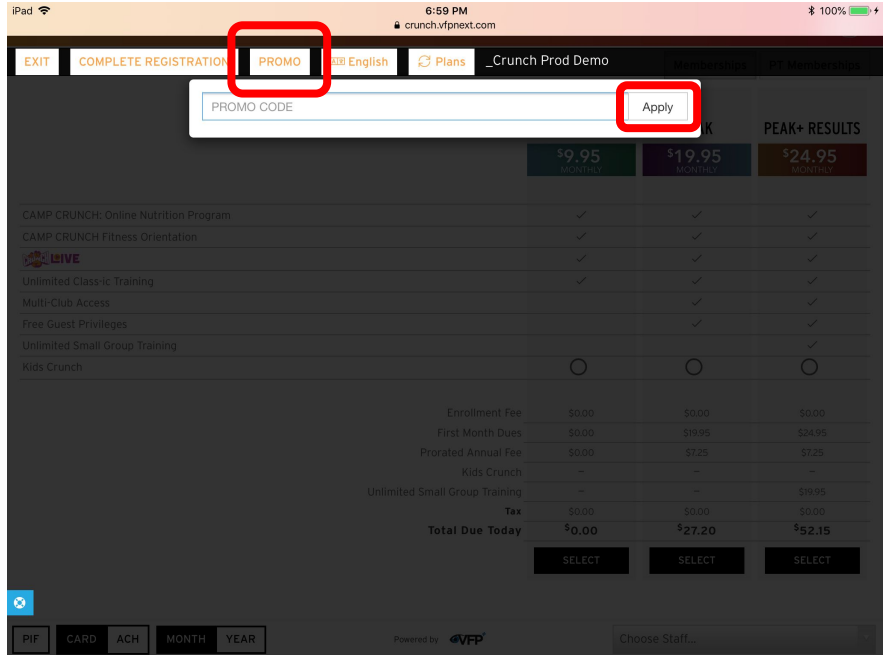 iPad 6:59 PM 100%
crunch.vfpnext.com
EXIT COMPLETE REGISTRATION PROMO English Plans _Crunch Prod Demo Memberships PT Memberships
PROMO CODE Apply
PEAK+ RESULTS
$9.95 $19.95 $24.95
MONTHLY MONTHLY MONTHLY
CAMP CRUNCH: Online Nutrition Program
CAMP CRUNCH Fitness Orientation
LIVE
Unlimited Class-ic Training
Multi-Club Access
Free Guest Privileges
Unlimited Small Group Training
Kids Crunch
Enrollment Fee $0.00 $0.00 $0.00
First Month Dues $0.00 $19.95 $24.95
Prorated Annual Fee $0.00 $7.25 $7.25
Kids Crunch – – –
Unlimited Small Group Training – – $19.95
Tax $0.00 $0.00 $0.00
Total Due Today $0.00 $27.20 $52.15
SELECT SELECT SELECT
PIF CARD ACH MONTH YEAR Powered by VFP Choose Staff...